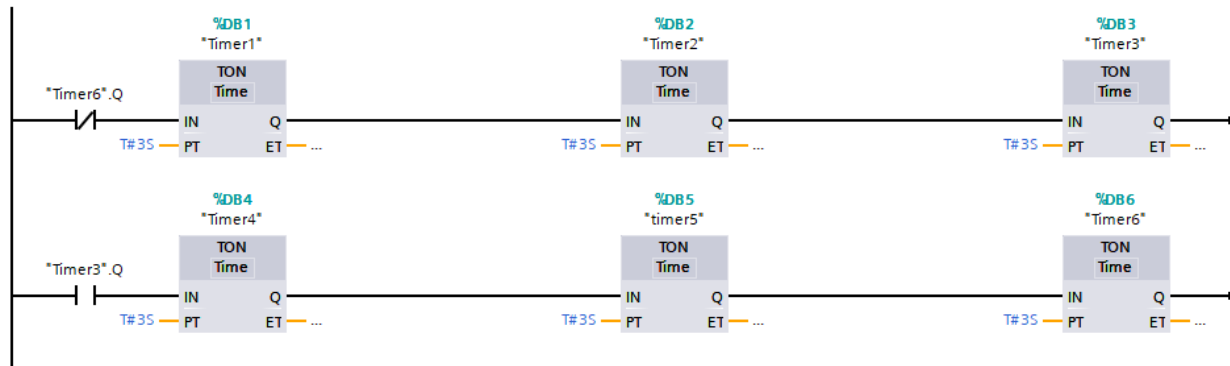 %DB1 %DB2 %DB3
"Timer1" "Timer2" "Timer3"
TON TON TON
"Timer6".Q Time Time Time
IN Q IN Q IN Q
T#3S PT ET ... T#3S PT ET ... T#3S PT ET ...
%DB4 %DB5 %DB6
"Timer4" "timer5" "Timer6"
TON TON TON
"Timer3".Q Time Time Time
IN Q IN Q IN Q
T#3S PT ET ... T#3S PT ET ... T#3S PT ET ...